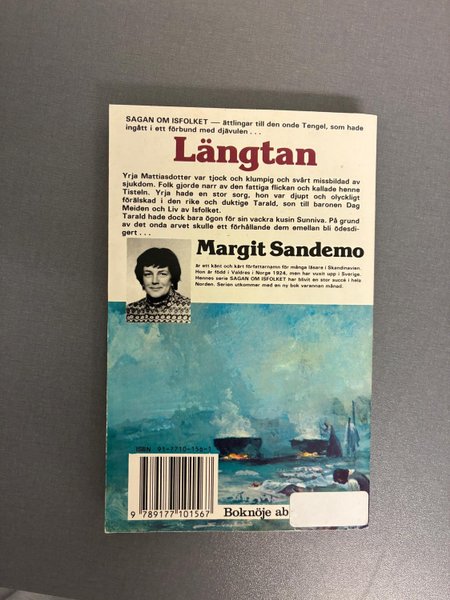 SAGAN OM ISFOLKET — ättlingar till den onde Tengel, som hade
ingått i ett förbund med djävulen . . .
Längtan
Yrja Mattiasdotter var tjock och klumpig och svårt missbildad av
sjukdom. Folk gjorde narr av den fattiga flickan och kallade henne
Tisteln. Yrja hade en stor sorg, hon var djupt och olyckligt
förälskad i den rike och duktige Tarald, son till baronen Dag
Meiden och Liv av Isfolket.
Tarald hade dock bara ögon för sin vackra kusin Sunniva. På grund
av det onda arvet skulle ett förhållande dem emellan bli ödesdi-
gert . . .
Margit Sandemo
är ett känt och kärt författarnamn för många läsare i Skandinavien.
Hon är född i Valdres i Norge 1924, men har vuxit upp i Sverige.
Hennes serie SAGAN OM ISFOLKET har blivit en stor succé i hela
Norden. Serien utkommer med en ny bok varannan månad.
ISBN 91-7710-156-1
9 789177 101567
Boknöje ab